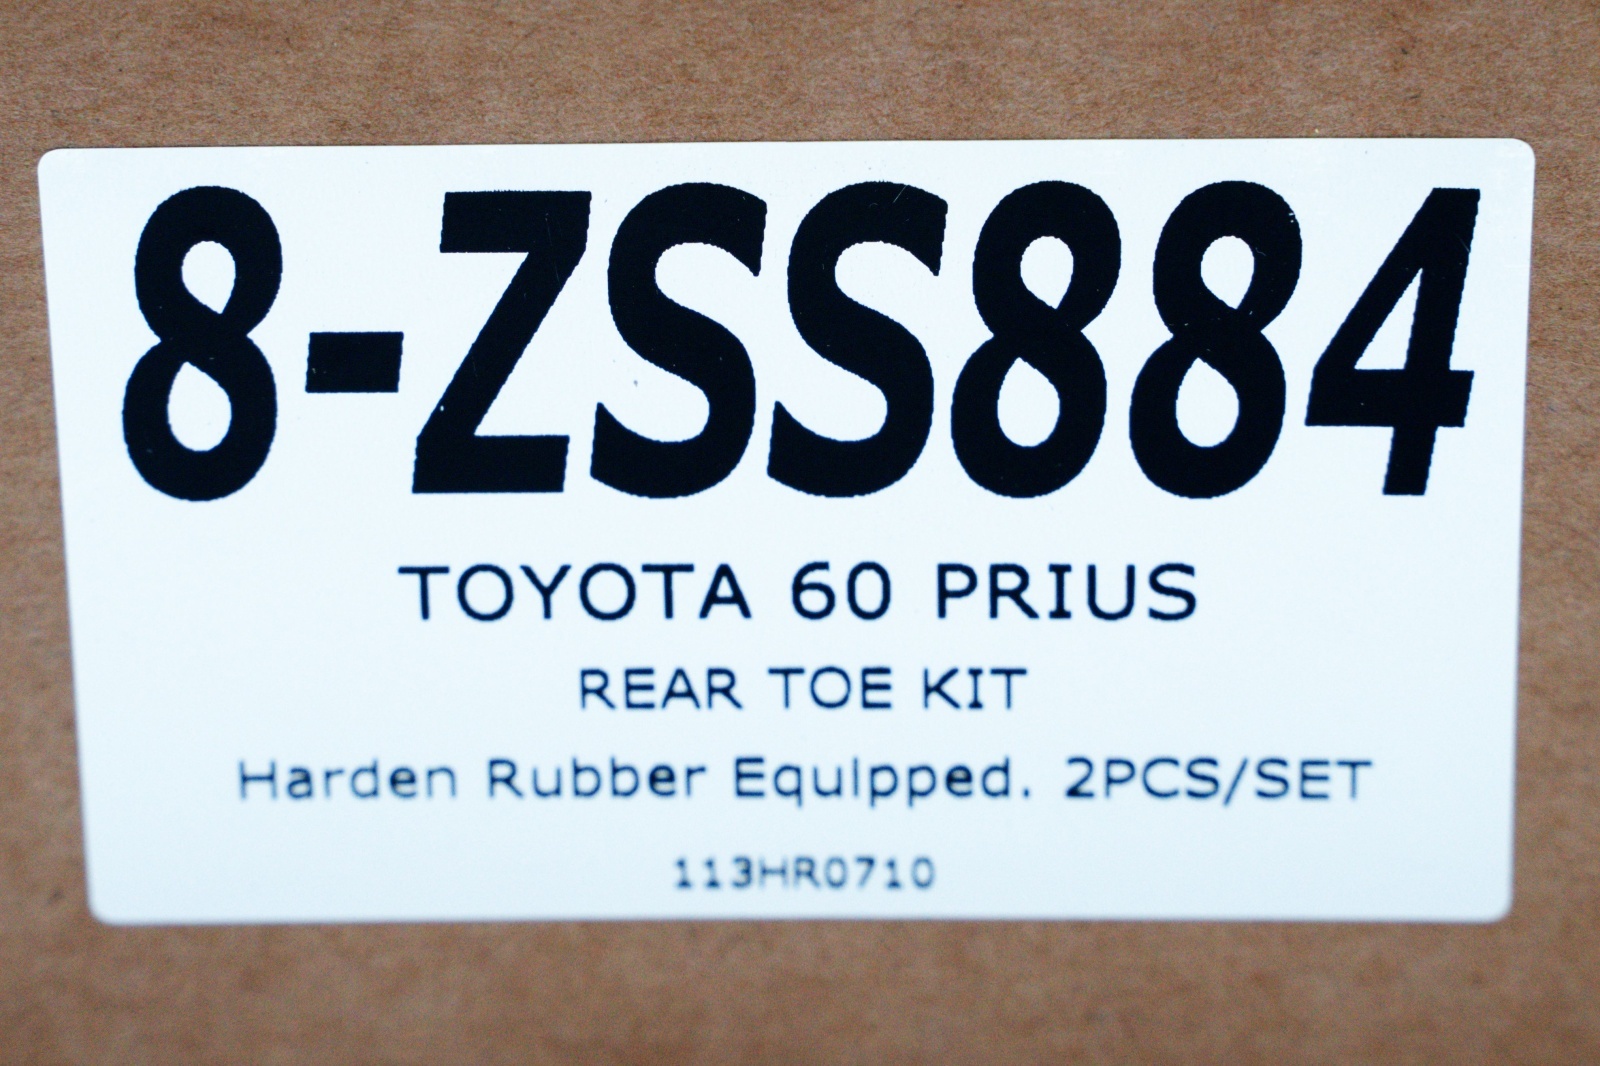 8-ZSS884
TOYOTA 60 PRIUS
REAR TOE KIT
Harden Rubber Equipped. 2PCS/SET
113HR0710